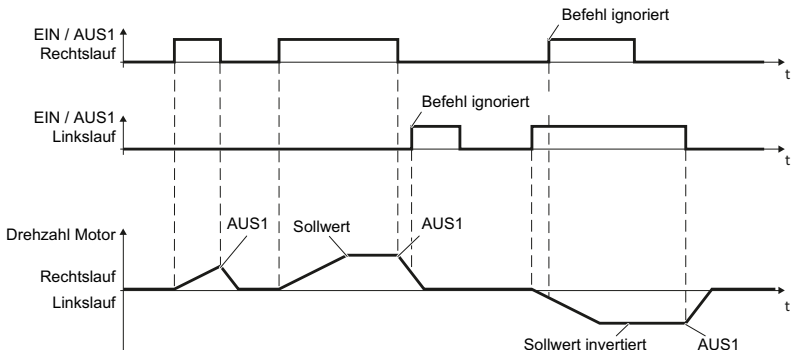 Befehl ignoriert
EIN / AUS1
Rechtslauf
t
EIN / AUS1
Linkslauf
Befehl ignoriert
t
Drehzahl Motor
AUS1
Sollwert
AUS1
Rechtslauf
Linkslauf
t
Sollwert invertiert
AUS1